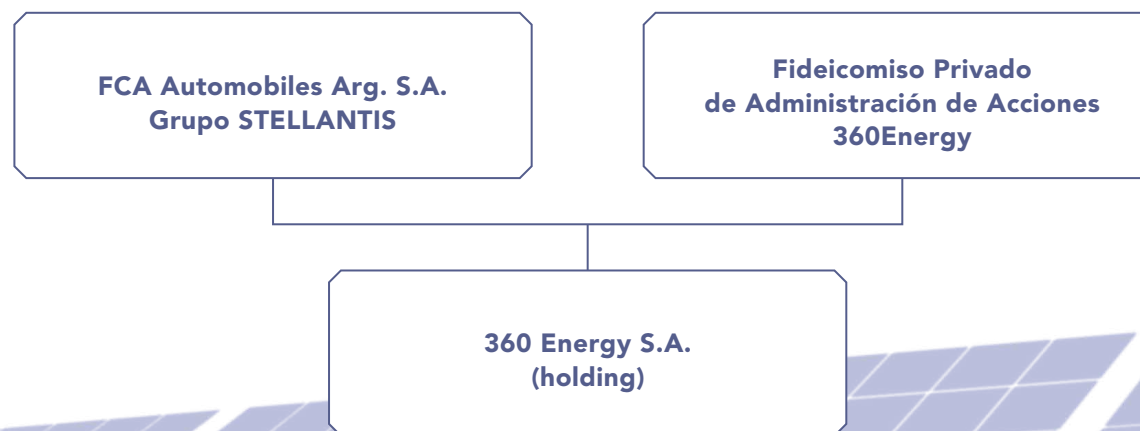 FCA Automobiles Arg. S.A.
Grupo STELLANTIS
Fideicomiso Privado
de Administración de Acciones
360Energy
360 Energy S.A.
(holding)